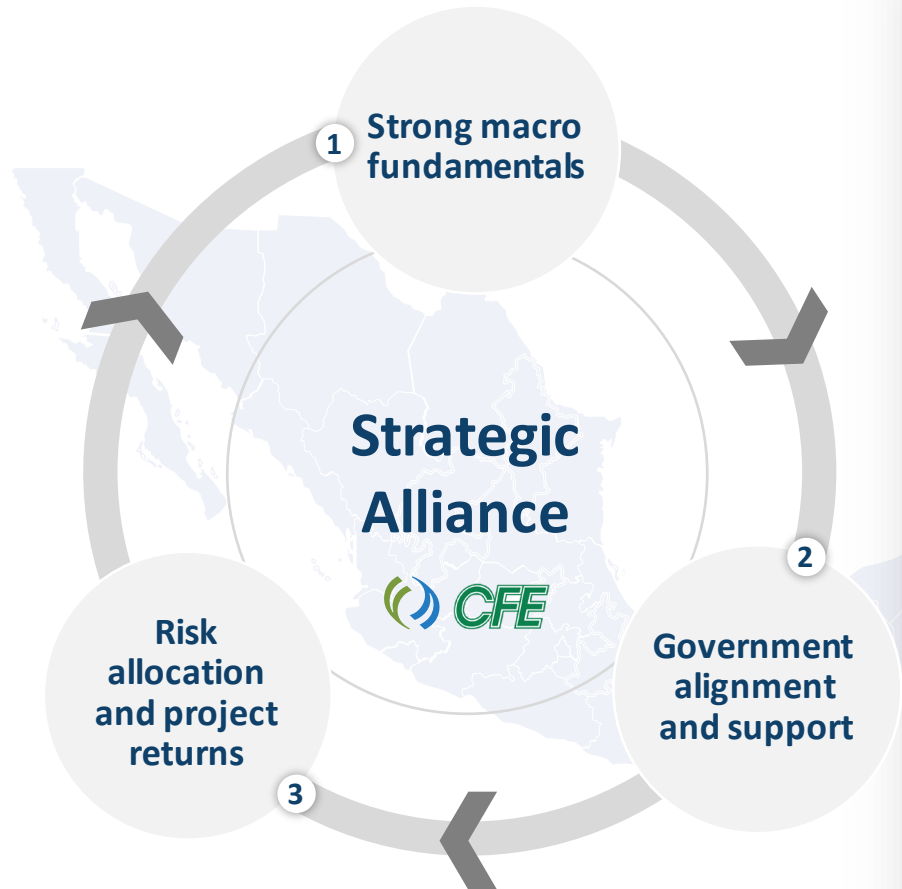 1
Strong macro
fundamentals
Strategic
Alliance
CFE
2
Government
alignment
and support
Risk
allocation
and project
returns
3